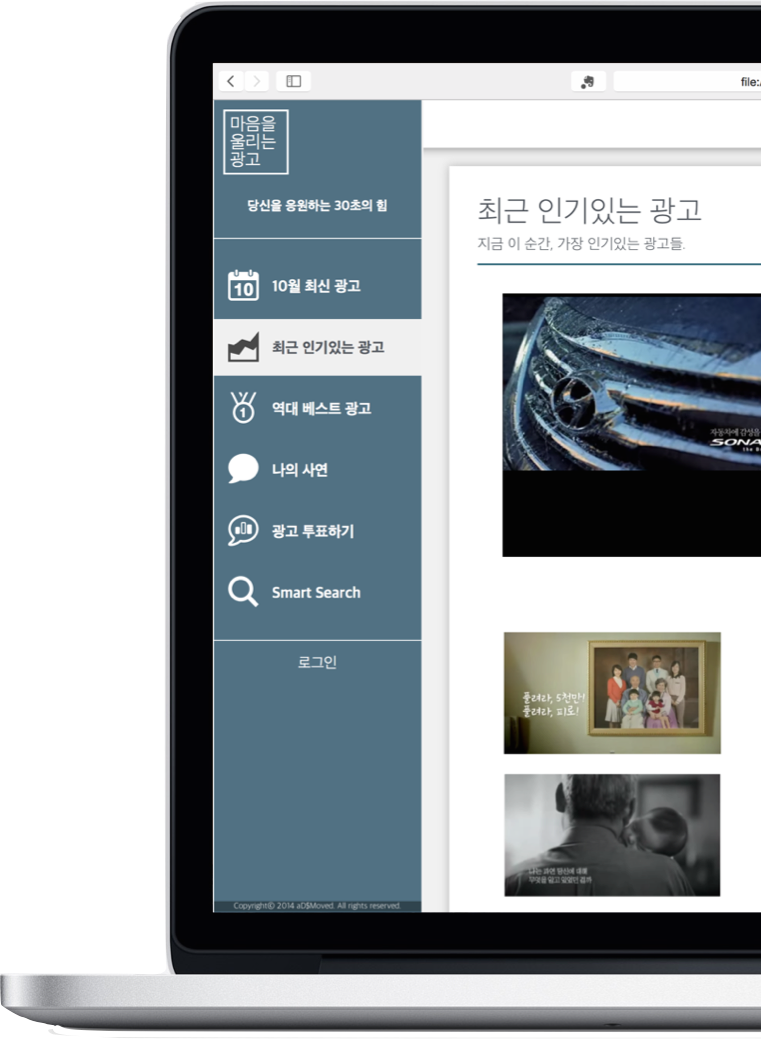 file:
마음을
울리는
광고
당신을 응원하는 30초의 힘
10
10월 최신 광고
최근 인기있는 광고
1
역대 베스트 광고
나의 사연
광고 투표하기
Smart Search
로그인
Copyright© 2014 aD$Moved. All rights reserved.
최근 인기있는 광고
지금 이 순간, 가장 인기있는 광고들.
자동차에 감성을
SONA
the B
풀려라, 5천만!
풀려라, 피로!
나는 과연 당신에 대해
무엇을 알고 있었던 걸까